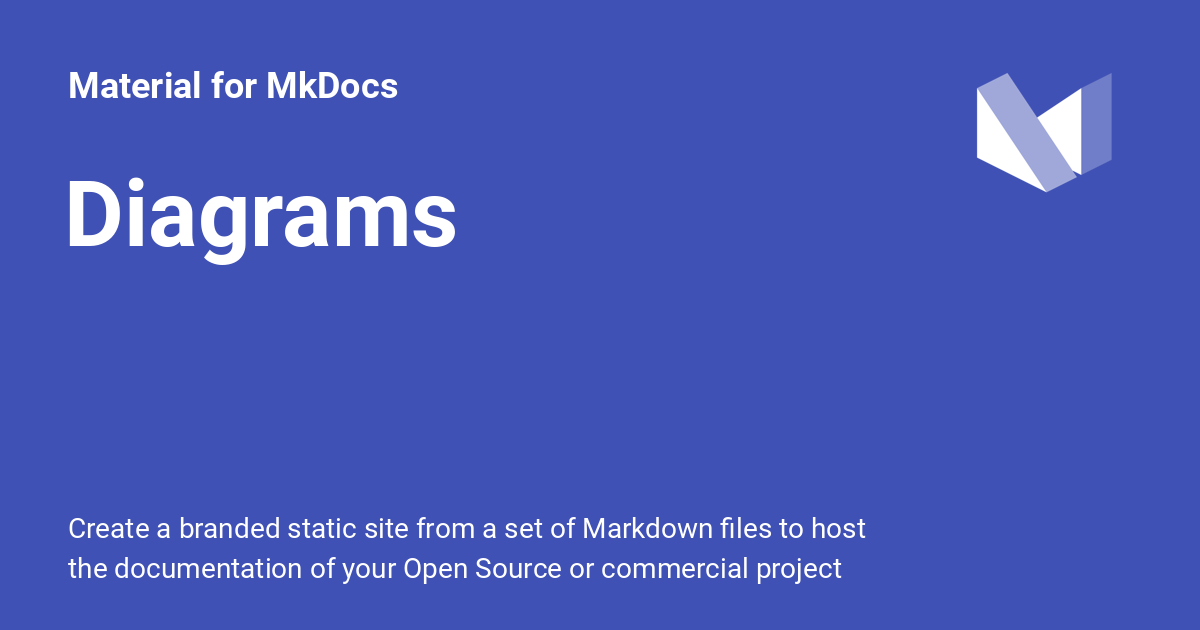 Material for MkDocs
Diagrams
Create a branded static site from a set of Markdown files to host
the documentation of your Open Source or commercial project